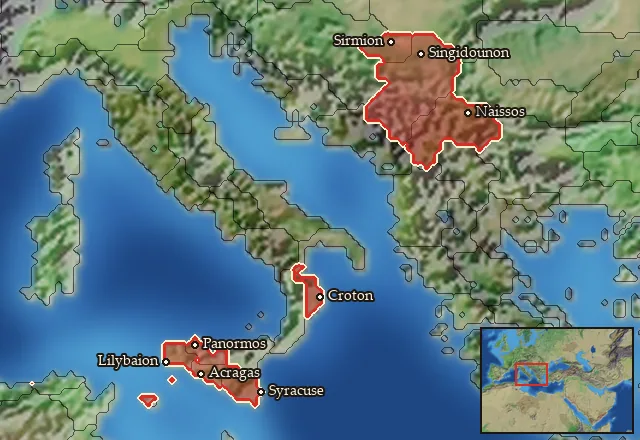 Sirmion
Singidounon
Naissos
Croton
Panormos
Lilybaion
Acragas
Syracuse